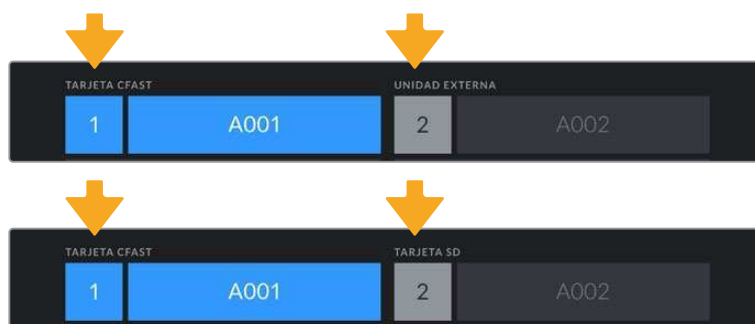 TARJETA CFAST UNIDAD EXTERNA
1 A001 2 A002
TARJETA CFAST TARJETA SD
1 A001 2 A002